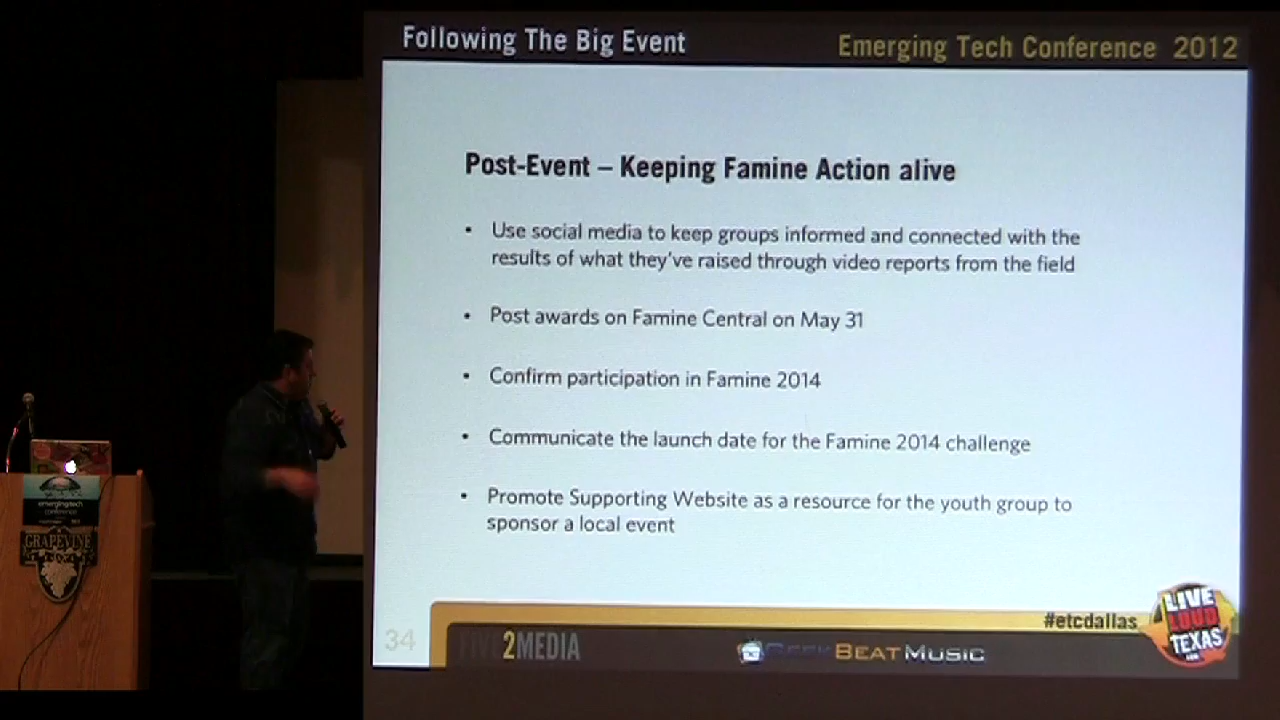 Following The Big Event
Emerging Tech Conference 2012
Post-Event – Keeping Famine Action alive
• Use social media to keep groups informed and connected with the
results of what they've raised through video reports from the field
• Post awards on Famine Central on May 31
• Confirm participation in Famine 2014
• Communicate the launch date for the Famine 2014 challenge
• Promote Supporting Website as a resource for the youth group to
sponsor a local event
#etcdallas
LIVE
LOUD
TEXAS
34
2MEDIA
GEEKBEATMUSIC
emergingtech
conference
GRAPEVINE